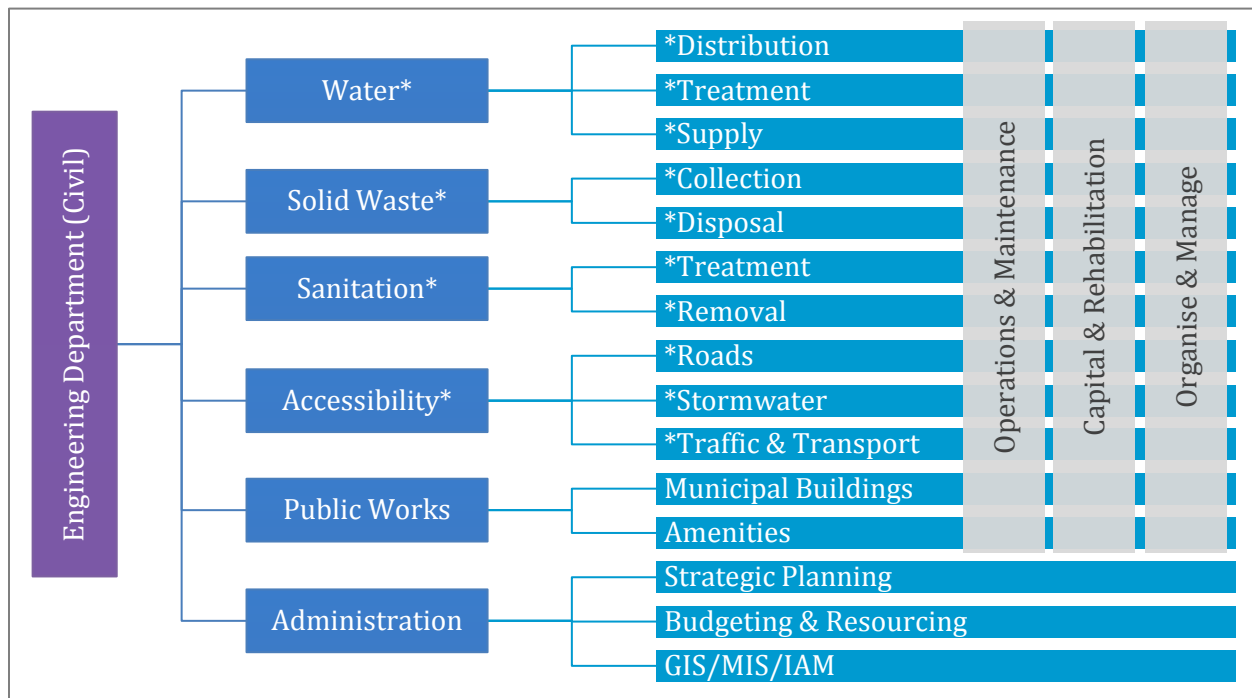 Engineering Department (Civil)
Water*
*Distribution
*Treatment
*Supply
Solid Waste*
*Collection
*Disposal
Sanitation*
*Treatment
*Removal
Accessibility*
*Roads
*Stormwater
*Traffic & Transport
Public Works
Municipal Buildings
Amenities
Administration
Strategic Planning
Budgeting & Resourcing
GIS/MIS/IAM
Operations & Maintenance
Capital & Rehabilitation
Organise & Manage